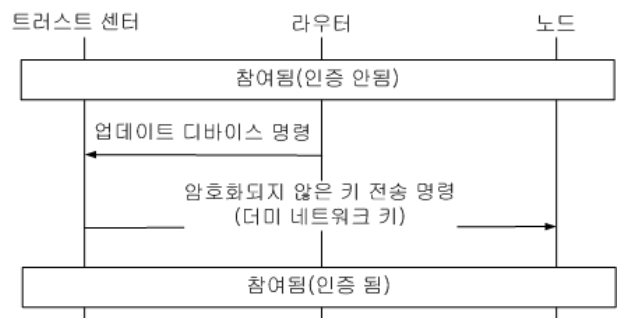 트러스트 센터 라우터 노드
참여됨(인증 안됨)
업데이트 디바이스 명령
암호화되지 않은 키 전송 명령
(더미 네트워크 키)
참여됨(인증 됨)